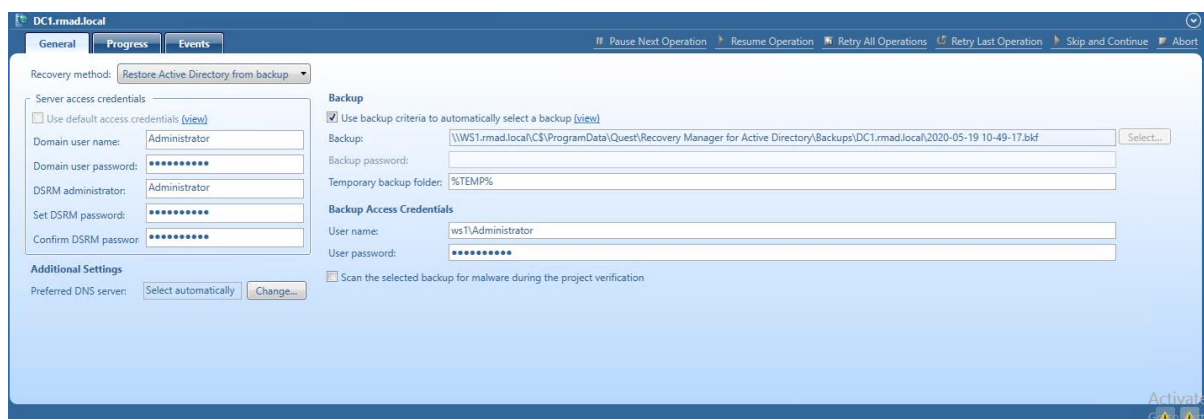 DC1.rmad.local
General Progress Events Pause Next Operation Resume Operation Retry All Operations Retry Last Operation Skip and Continue Abort
Recovery method: Restore Active Directory from backup
Server access credentials
Use default access credentials (view)
Domain user name: Administrator
Domain user password: ●●●●●●●●●●
DSRM administrator: Administrator
Set DSRM password: ●●●●●●●●●●
Confirm DSRM passwor ●●●●●●●●●●
Additional Settings
Preferred DNS server: Select automatically Change...
Backup
Use backup criteria to automatically select a backup (view)
Backup: \\WS1.rmad.local\C$\ProgramData\Quest\Recovery Manager for Active Directory\Backups\DC1.rmad.local\2020-05-19 10-49-17.bkf Select...
Backup password:
Temporary backup folder: %TEMP%
Backup Access Credentials
User name: ws1\Administrator
User password: ●●●●●●●●●●
Scan the selected backup for malware during the project verification
Activat